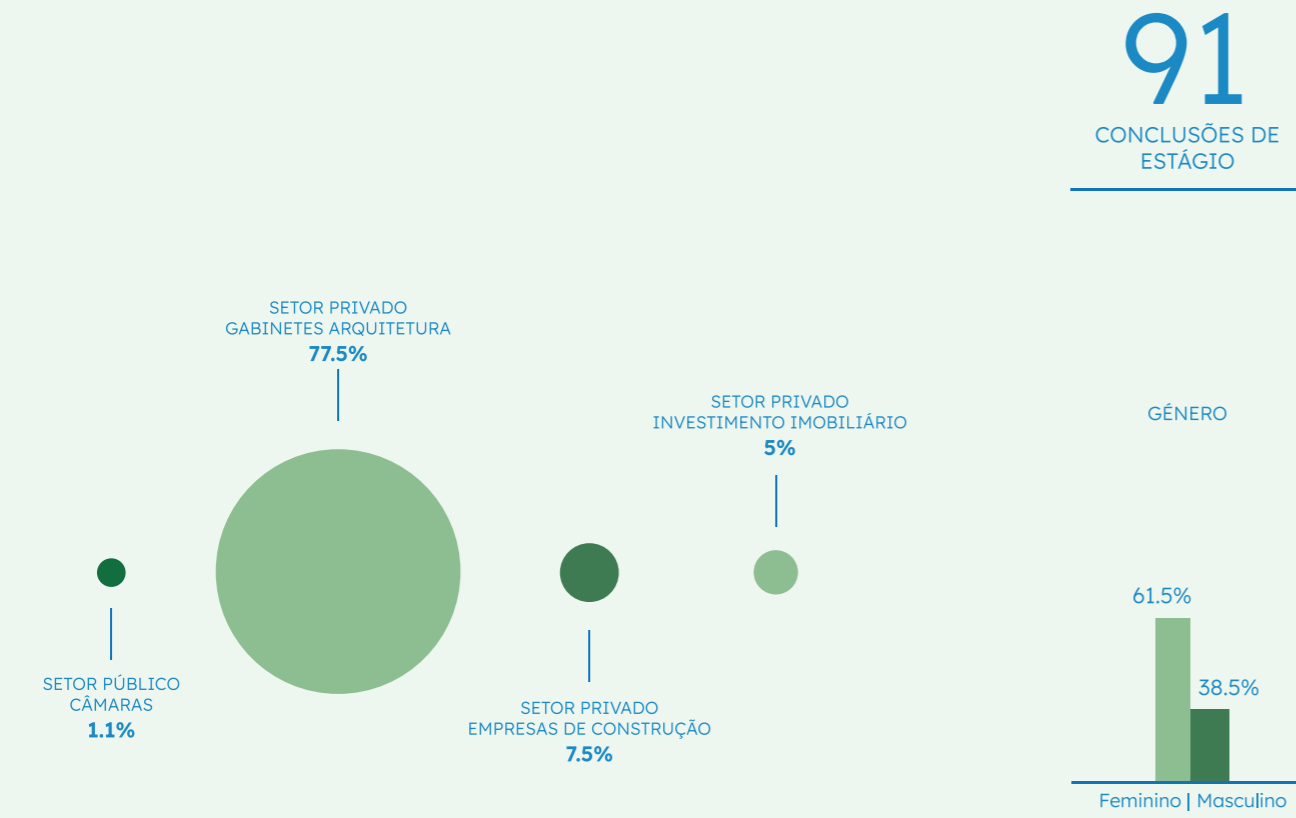 91
CONCLUSÕES DE
ESTÁGIO
SETOR PRIVADO
GABINETES ARQUITETURA
77.5%
SETOR PRIVADO
INVESTIMENTO IMOBILIÁRIO
5%
SETOR PÚBLICO
CÂMARAS
1.1%
SETOR PRIVADO
EMPRESAS DE CONSTRUÇÃO
7.5%
GÉNERO
61.5%
38.5%
Feminino | Masculino